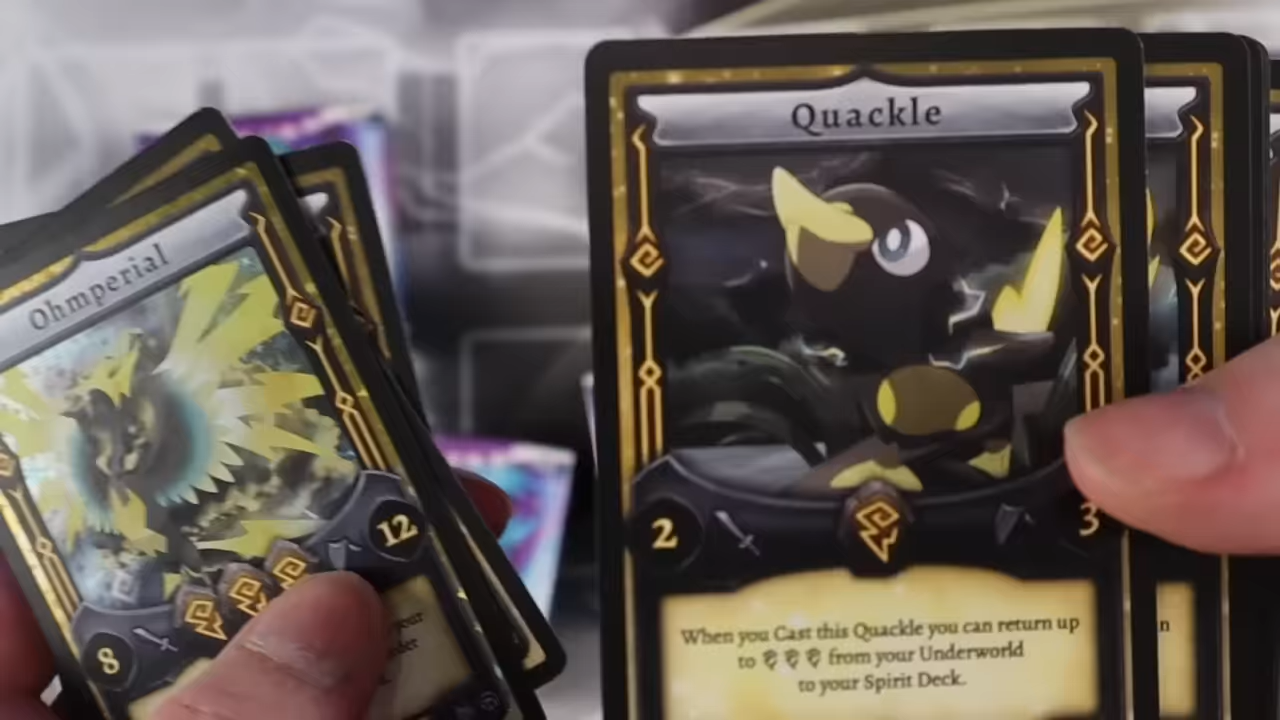 Ohmperial
12
8
Quackle
2
3
When you Cast this Quackle you can return up
to from your Underworld
to your Spirit Deck.